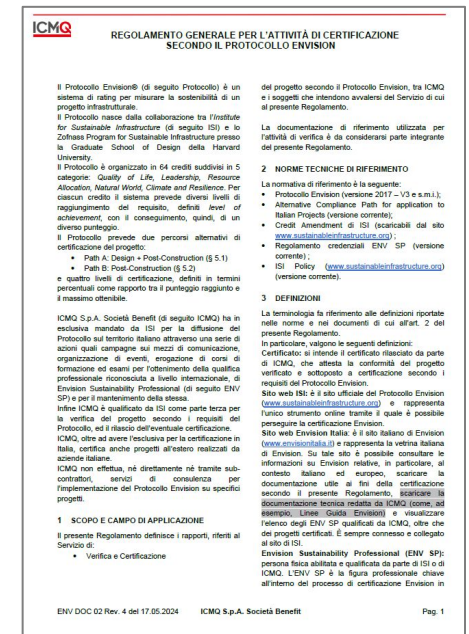 ICMQ
REGOLAMENTO GENERALE PER L'ATTIVITÀ DI CERTIFICAZIONE
SECONDO IL PROTOCOLLO ENVISION
Il Protocollo Envision® (di seguito Protocollo) è un
sistema di rating per misurare la sostenibilità di un
progetto infrastrutturale.
Il Protocollo nasce dalla collaborazione tra l'Institute
for Sustainable Infrastructure (di seguito ISI) e lo
Zofnass Program for Sustainable Infrastructure presso
la Graduate School of Design della Harvard
University.
Il Protocollo è organizzato in 64 crediti suddivisi in 5
categorie: Quality of Life, Leadership, Resource
Allocation, Natural World, Climate and Resilience. Per
ciascun credito il sistema prevede diversi livelli di
raggiungimento del requisito, definiti level of
achievement, con il conseguimento, quindi, di un
diverso punteggio.
Il Protocollo prevede due percorsi alternativi di
certificazione del progetto:
• Path A: Design + Post-Construction (§ 5.1)
• Path B: Post-Construction (§ 5.2)
e quattro livelli di certificazione, definiti in termini
percentuali come rapporto tra il punteggio raggiunto e
il massimo ottenibile.
ICMQ S.p.A. Società Benefit (di seguito ICMQ) ha in
esclusiva mandato da ISI per la diffusione del
Protocollo sul territorio italiano attraverso una serie di
azioni quali campagne sui mezzi di comunicazione,
organizzazione di eventi, erogazione di corsi di
formazione ed esami per l'ottenimento della qualifica
professionale riconosciuta a livello internazionale, di
Envision Sustainability Professional (di seguito ENV
SP) e per il mantenimento della stessa.
Infine ICMQ è qualificata da ISI come parte terza per
la verifica del progetto secondo i requisiti del
Protocollo, ed il rilascio dell'eventuale certificazione.
ICMQ, oltre ad avere l'esclusiva per la certificazione in
Italia, certifica anche progetti all'estero realizzati da
aziende italiane.
ICMQ non effettua, né direttamente né tramite sub-
contrattori, servizi di consulenza per
l'implementazione del Protocollo Envision su specifici
progetti.
1 SCOPO E CAMPO DI APPLICAZIONE
Il presente Regolamento definisce i rapporti, riferiti al
Servizio di:
• Verifica e Certificazione
del progetto secondo il Protocollo Envision, tra ICMQ
e i soggetti che intendono avvalersi del Servizio di cui
al presente Regolamento.
La documentazione di riferimento utilizzata per
l'attività di verifica è da considerarsi parte integrante
del presente Regolamento.
2 NORME TECNICHE DI RIFERIMENTO
La normativa di riferimento è la seguente:
• Protocollo Envision (versione 2017 – V3 e s.m.i.);
• Alternative Compliance Path for application to
Italian Projects (versione corrente);
• Credit Amendment di ISI (scaricabili dal sito
www.sustainableinfrastructure.org) ;
• Regolamento credenziali ENV SP (versione
corrente) ;
• ISI Policy (www.sustainableinfrastructure.org)
(versione corrente).
3 DEFINIZIONI
La terminologia fa riferimento alle definizioni riportate
nelle norme e nei documenti di cui all'art. 2 del
presente Regolamento.
In particolare, valgono le seguenti definizioni:
Certificato: si intende il certificato rilasciato da parte
di ICMQ, che attesta la conformità del progetto
verificato e sottoposto a certificazione secondo i
requisiti del Protocollo Envision.
Sito web ISI: è il sito ufficiale del Protocollo Envision
(www.sustainableinfrastructure.org) e rappresenta
l'unico strumento online tramite il quale è possibile
perseguire la certificazione Envision.
Sito web Envision Italia: è il sito italiano di Envision
(www.envisionitalia.it) e rappresenta la vetrina italiana
di Envision. Su tale sito è possibile consultare le
informazioni su Envision relative, in particolare, al
contesto italiano ed europeo, scaricare la
documentazione utile ai fini della certificazione
secondo il presente Regolamento, scaricare la
documentazione tecnica redatta da ICMQ (come, ad
esempio, Linee Guida Envision) e visualizzare
l'elenco degli ENV SP qualificati da ICMQ, oltre che
dei progetti certificati. È sempre connesso e collegato
al sito di ISI.
Envision Sustainability Professional (ENV SP):
persona fisica abilitata e qualificata da parte di ISI o di
ICMQ. L'ENV SP è la figura professionale chiave
all'interno del processo di certificazione Envision in
ENV DOC 02 Rev. 4 del 17.05.2024 ICMQ S.p.A. Società Benefit Pag. 1